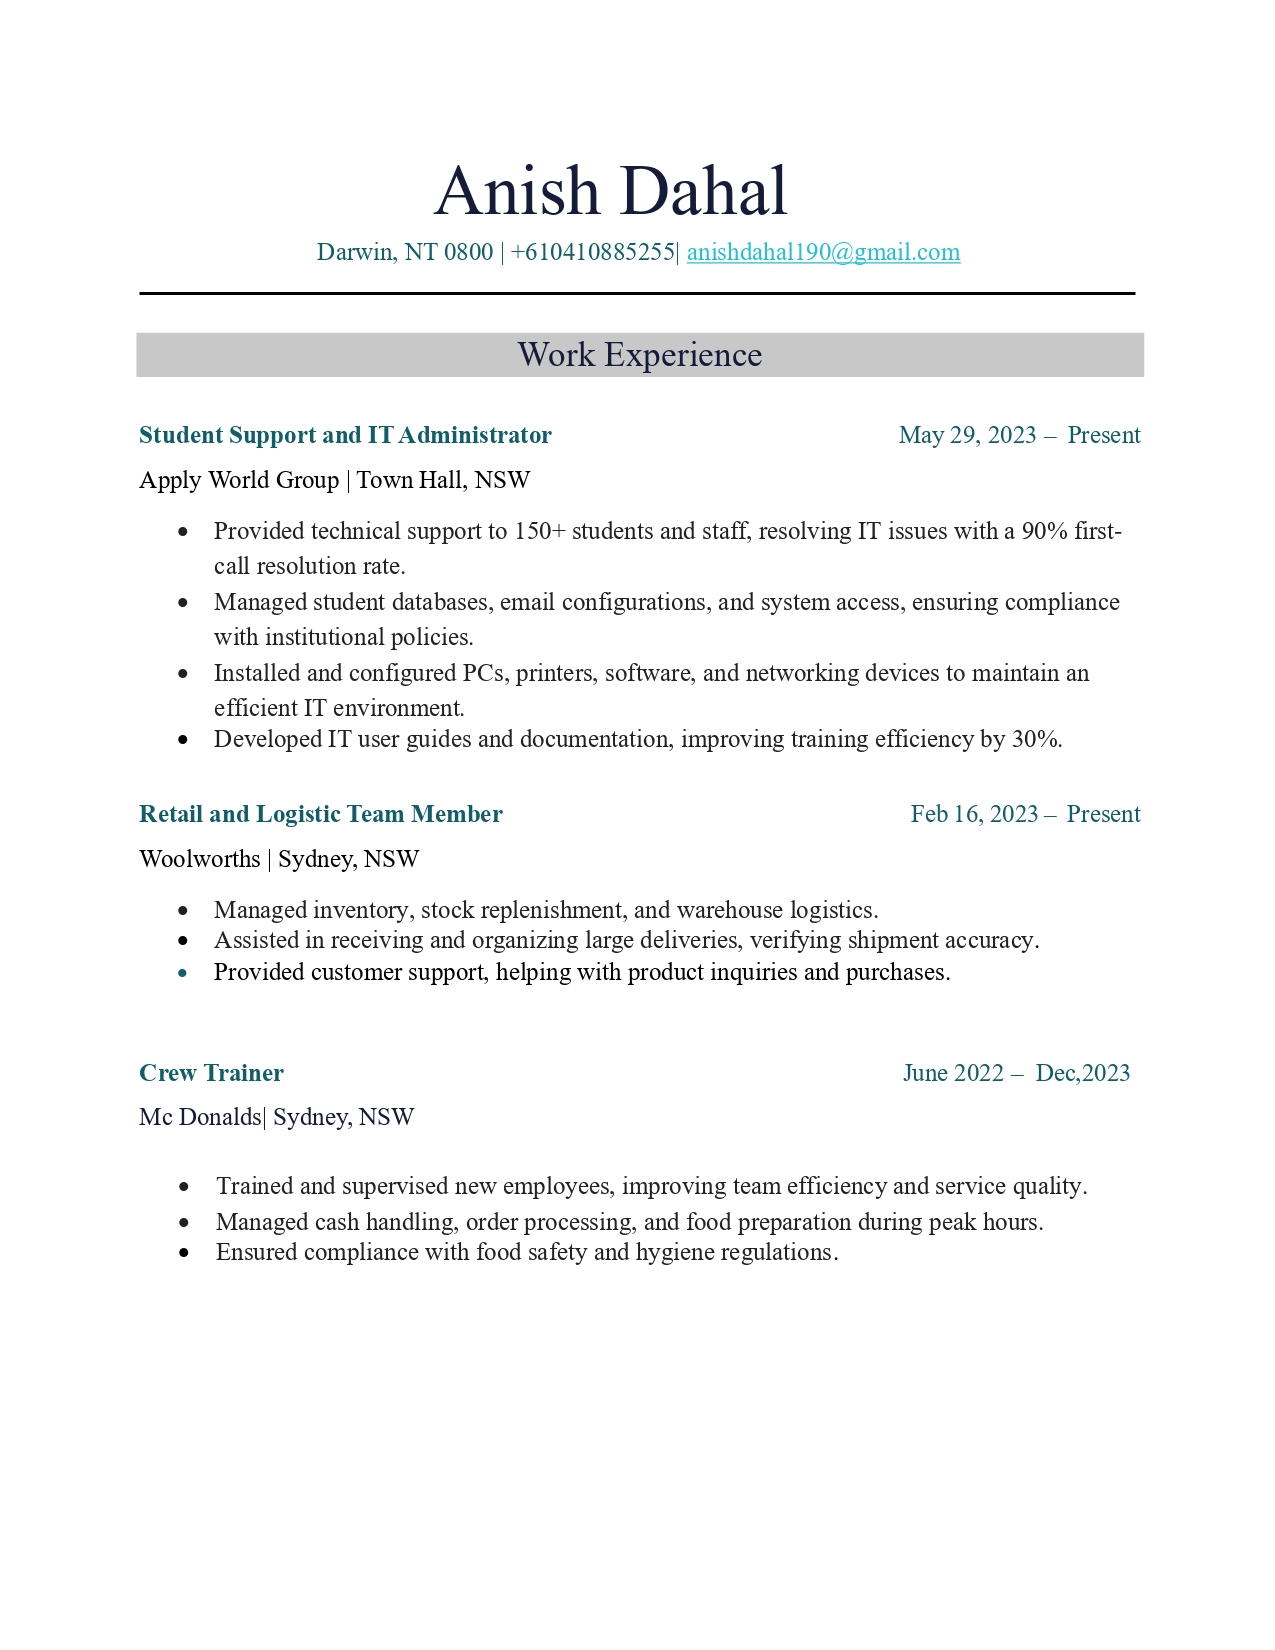 Anish Dahal
Darwin, NT 0800 | +610410885255| anishdahal190@gmail.com
Work Experience
Student Support and IT Administrator May 29, 2023 – Present
Apply World Group | Town Hall, NSW
• Provided technical support to 150+ students and staff, resolving IT issues with a 90% first-
call resolution rate.
• Managed student databases, email configurations, and system access, ensuring compliance
with institutional policies.
• Installed and configured PCs, printers, software, and networking devices to maintain an
efficient IT environment.
• Developed IT user guides and documentation, improving training efficiency by 30%.
Retail and Logistic Team Member Feb 16, 2023 – Present
Woolworths | Sydney, NSW
• Managed inventory, stock replenishment, and warehouse logistics.
• Assisted in receiving and organizing large deliveries, verifying shipment accuracy.
• Provided customer support, helping with product inquiries and purchases.
Crew Trainer June 2022 – Dec,2023
Mc Donalds| Sydney, NSW
• Trained and supervised new employees, improving team efficiency and service quality.
• Managed cash handling, order processing, and food preparation during peak hours.
• Ensured compliance with food safety and hygiene regulations.